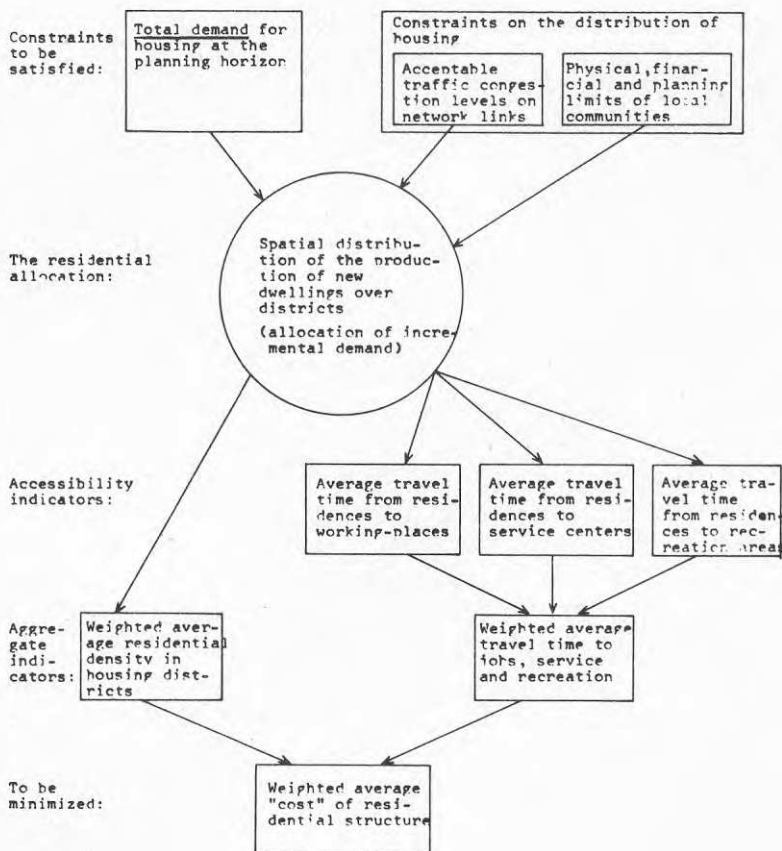 Constraints
to be
satisfied:
Total demand for
housing at the
planning horizon
Constraints on the distribution of
housing
Acceptable
traffic conges-
tion levels on
network links
Physical,finan-
cial and planning
limits of local
communities
The residential
allocation:
Spatial distribu-
tion of the produc-
tion of new
dwellings over
districts
(allocation of incre-
mental demand)
Accessibility
indicators:
Average travel
time from resi-
dences to
working-places
Average travel
time from resi-
dences to
service centers
Average tra-
vel time
from residen-
ces to rec-
reation areas
Aggre-
gate
indi-
cators:
Weighted aver-
age residential
density in
housing dist-
ricts
Weighted average
travel time to
jobs, service
and recreation
To be
minimized:
Weighted average
"cost" of resi-
dential structure